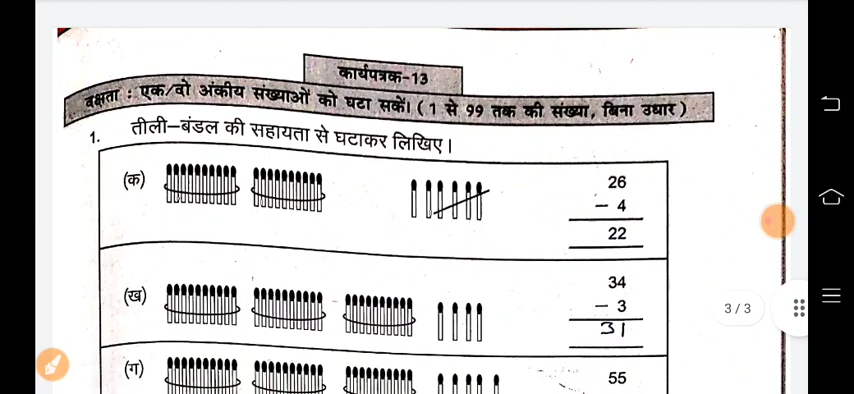 कार्यपत्रक-13
दक्षता : एक/दो अंकीय संख्याओं को घटा सकें। ( 1 से 99 तक की संख्या, बिना उधार )
1. तीली-बंडल की सहायता से घटाकर लिखिए।
(क)
26
- 4
22
(ख)
34
- 3
31
3 / 3
(ग)
55